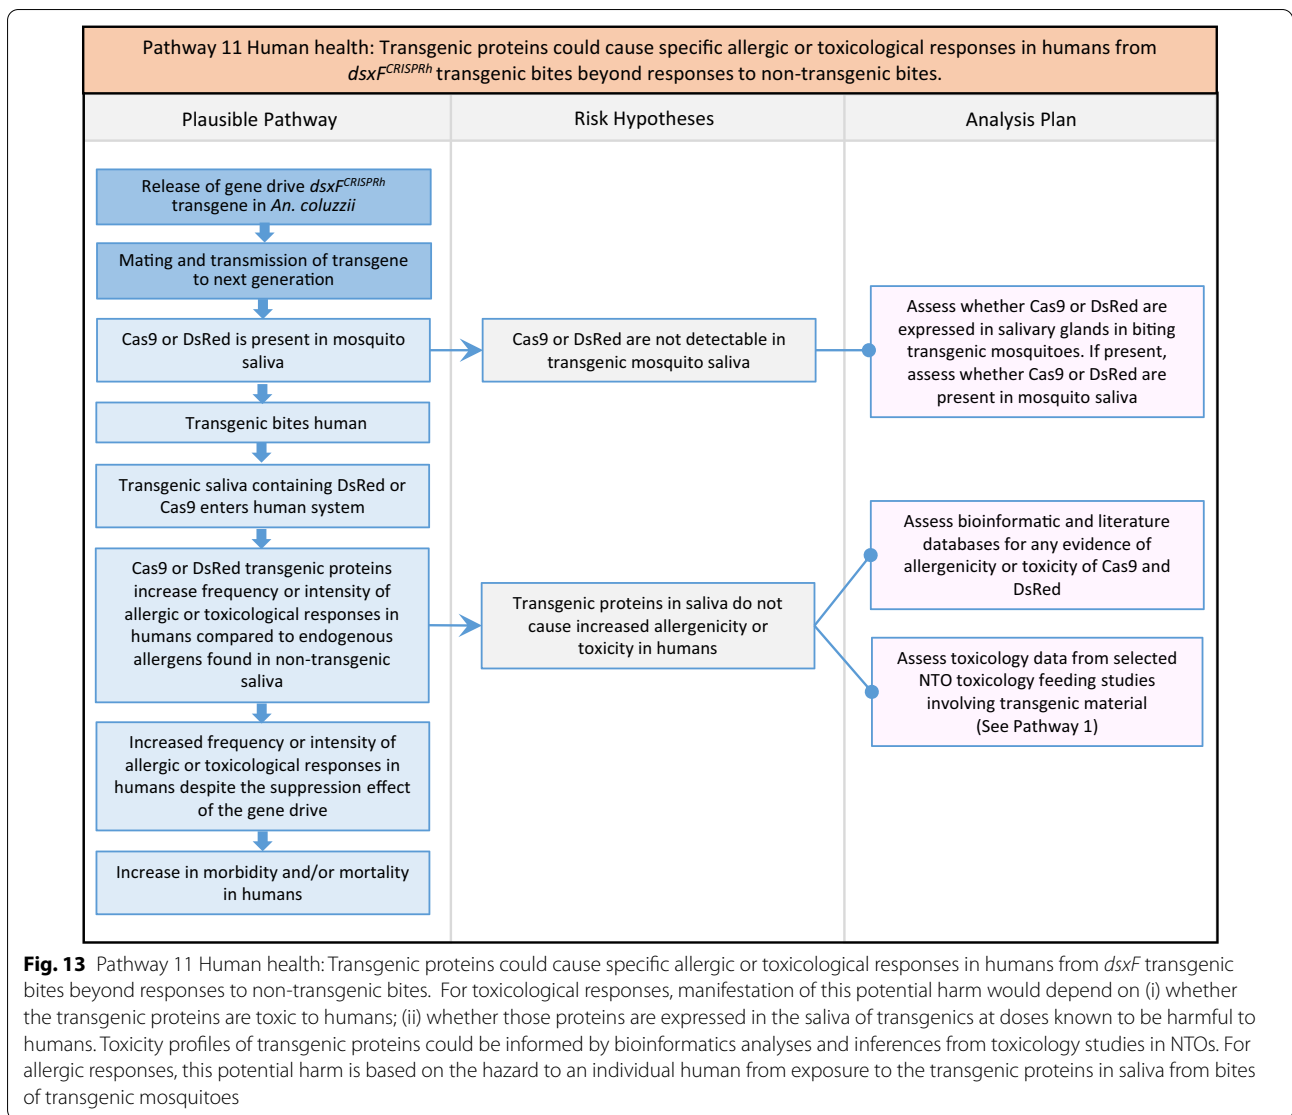 Pathway 11 Human health: Transgenic proteins could cause specific allergic or toxicological responses in humans from
dsxF^CRISPRh transgenic bites beyond responses to non-transgenic bites.
Plausible Pathway
Risk Hypotheses
Analysis Plan
Release of gene drive dsxF^CRISPRh
transgene in An. coluzzii
Mating and transmission of transgene
to next generation
Cas9 or DsRed is present in mosquito
saliva
Transgenic bites human
Transgenic saliva containing DsRed or
Cas9 enters human system
Cas9 or DsRed transgenic proteins
increase frequency or intensity of
allergic or toxicological responses in
humans compared to endogenous
allergens found in non-transgenic
saliva
Increased frequency or intensity of
allergic or toxicological responses in
humans despite the suppression effect
of the gene drive
Increase in morbidity and/or mortality
in humans
Cas9 or DsRed are not detectable in
transgenic mosquito saliva
Transgenic proteins in saliva do not
cause increased allergenicity or
toxicity in humans
Assess whether Cas9 or DsRed are
expressed in salivary glands in biting
transgenic mosquitoes. If present,
assess whether Cas9 or DsRed are
present in mosquito saliva
Assess bioinformatic and literature
databases for any evidence of
allergenicity or toxicity of Cas9 and
DsRed
Assess toxicology data from selected
NTO toxicology feeding studies
involving transgenic material
(See Pathway 1)
Fig. 13 Pathway 11 Human health: Transgenic proteins could cause specific allergic or toxicological responses in humans from dsxF transgenic
bites beyond responses to non-transgenic bites. For toxicological responses, manifestation of this potential harm would depend on (i) whether
the transgenic proteins are toxic to humans; (ii) whether those proteins are expressed in the saliva of transgenics at doses known to be harmful to
humans. Toxicity profiles of transgenic proteins could be informed by bioinformatics analyses and inferences from toxicology studies in NTOs. For
allergic responses, this potential harm is based on the hazard to an individual human from exposure to the transgenic proteins in saliva from bites
of transgenic mosquitoes